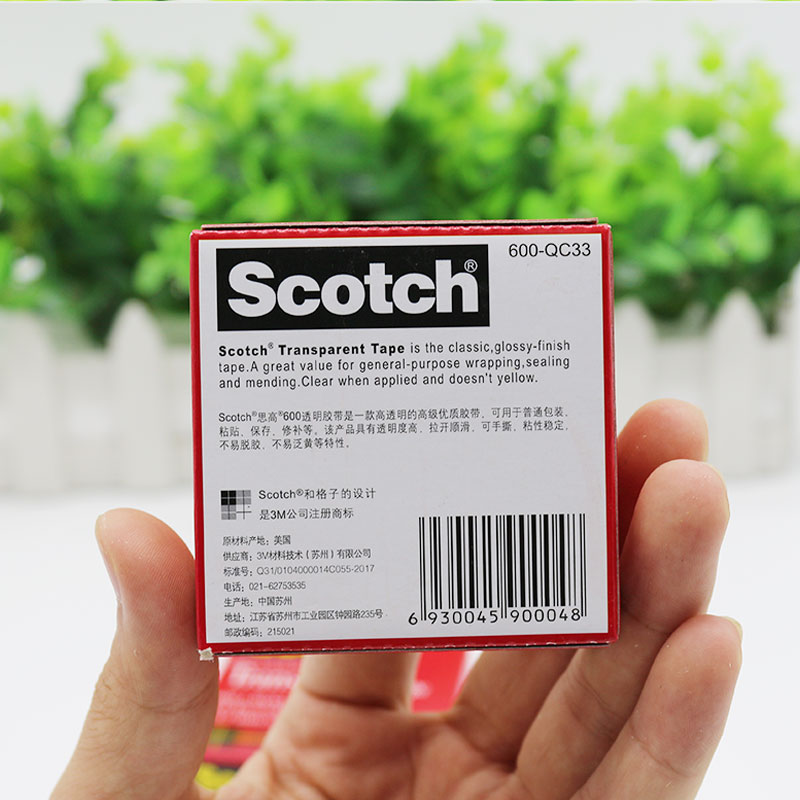 600-QC33
Scotch®
Scotch® Transparent Tape is the classic,glossy-finish
tape.A great value for general-purpose wrapping,sealing
and mending.Clear when applied and doesn't yellow.
Scotch®思高®600透明胶带是一款高透明的高级优质胶带、可用于普通包装、
粘贴、保存、修补等。该产品具有透明度高、拉开顺滑，可手撕，粘性稳定，
不易脱胶，不易泛黄等特性。
Scotch®和格子的设计
是3M公司注册商标
原材料产地：美国
供应商：3M材料技术（苏州）有限公司
标准号：Q31/0104000014C055-2017
电话：021-62753535
生产地：中国苏州
地址：江苏省苏州市工业园区钟园路235号
邮政编码：215021
6 930045 900048